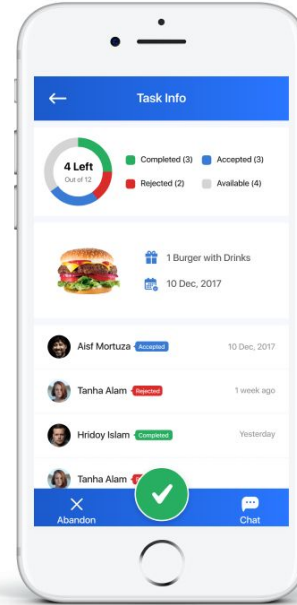 Task Info
4 Left
Out of 12
Completed (3)
Accepted (3)
Rejected (2)
Available (4)
1 Burger with Drinks
10 Dec, 2017
Aisf Mortuza Accepted
10 Dec, 2017
Tanha Alam Rejected
1 week ago
Hridoy Islam Completed
Yesterday
Tanha Alam
Abandon
Chat